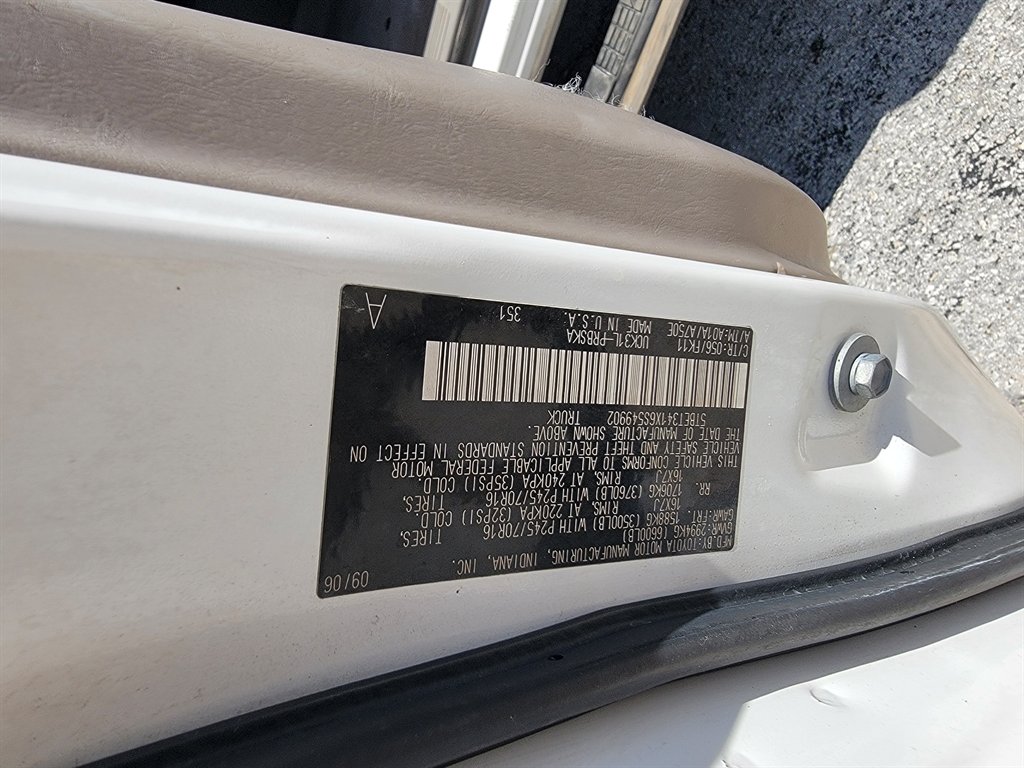 MFD.BY:TOYOTA MOTOR MANUFACTURING, INDIANA, INC. 09/06
GVWR:2994KG (6600LB)
GAWR:FRT. 1588KG (3500LB) WITH P245/70R16 TIRES,
16X7J RIMS, AT 220KPA (32PSI) COLD.
RR. 1706KG (3760LB) WITH P245/70R16 TIRES,
16X7J RIMS, AT 240KPA (35PSI) COLD.
THIS VEHICLE CONFORMS TO ALL APPLICABLE FEDERAL MOTOR
VEHICLE SAFETY AND THEFT PREVENTION STANDARDS IN EFFECT ON
THE DATE OF MANUFACTURE SHOWN ABOVE.
5TBET341X6S549902 TRUCK
C/TR:056/FK11 UCK31L-PRBSKA 351 A
A/TM:A01A/A750E MADE IN U.S.A.